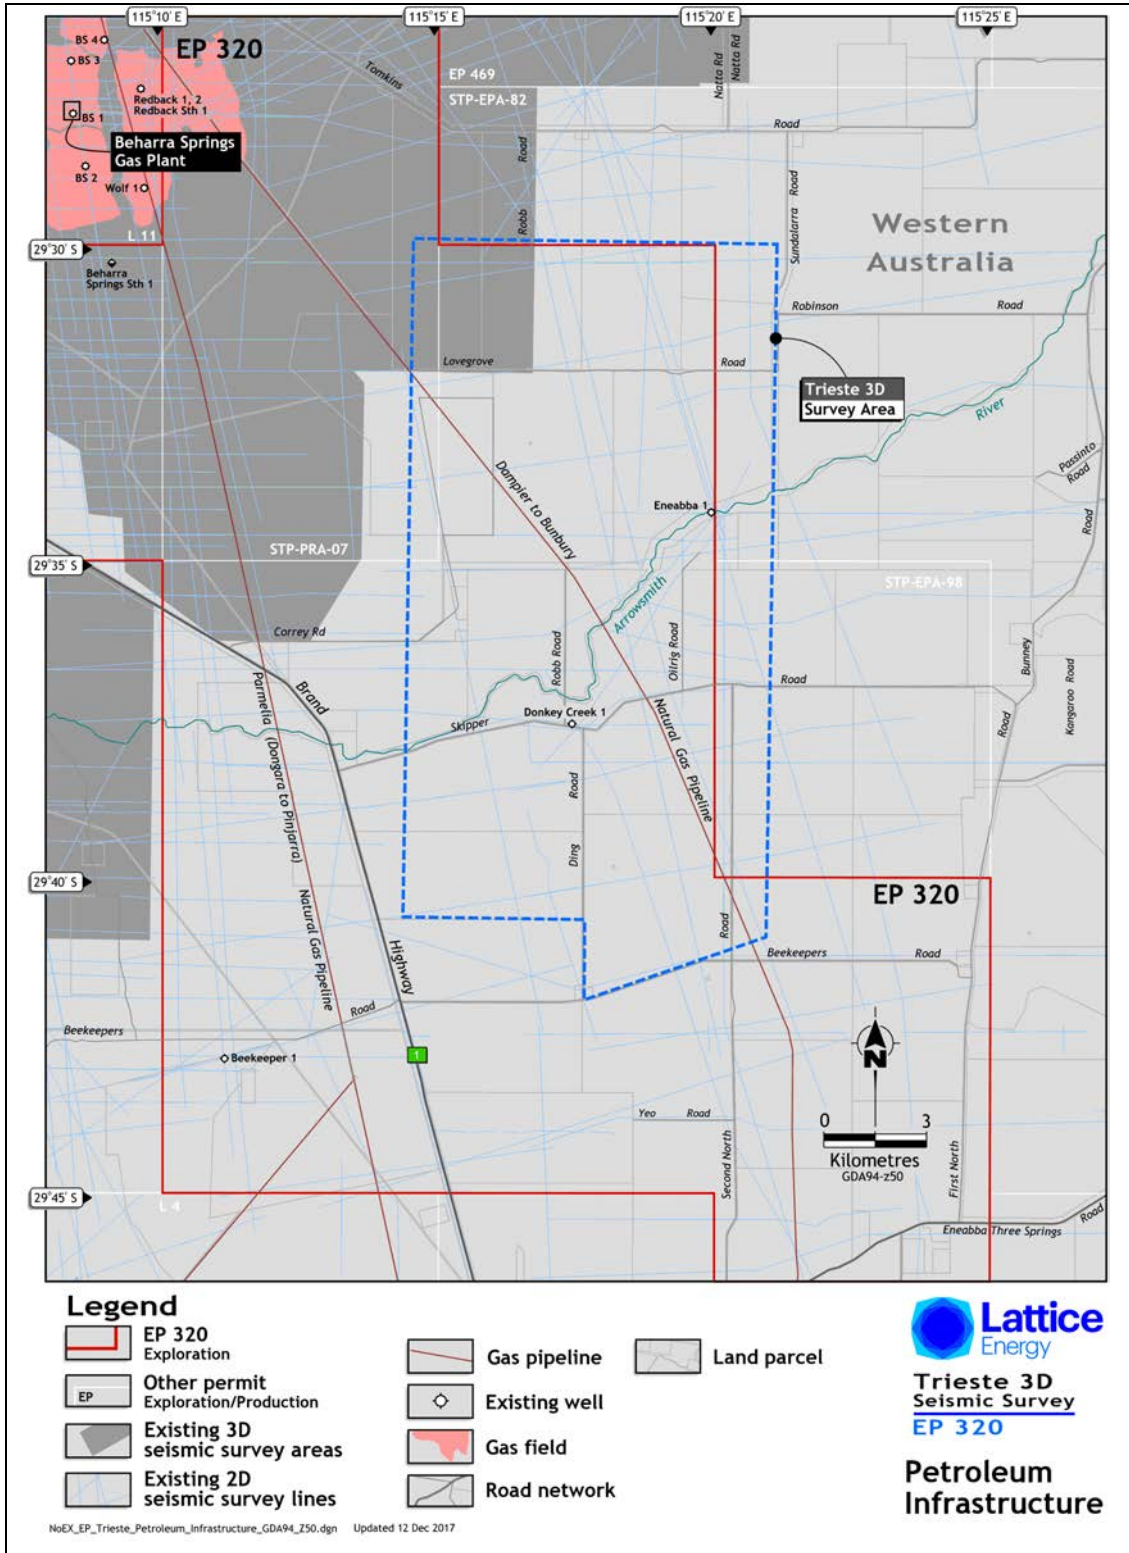 115°10' E
115°15' E
115°20' E
115°25' E
BS 4
EP 320
BS 3
Redback 1, 2
Redback Sth 1
BS 1
Beharra Springs
Gas Plant
BS 2
Wolf 1
L 11
29°30' S
Beharra
Springs Sth 1
Tomkins
EP 469
STP-EPA-82
Natta Rd
Natta Rd
Road
Road
Robb
Road
Sundalarra
Western
Australia
Robinson
Road
Lovegrove
Road
Trieste 3D
Survey Area
River
Passinto
Road
Road
Dampier to Bunbury
Eneabba 1
STP-PRA-07
29°35' S
STP-EPA-98
Arrowsmith
Correy Rd
Robb Road
Oilrig Road
Road
Bunney
Road
Kangaroo Road
Brand
Parmelia (Dongara to Pinjarra)
Skipper
Donkey Creek 1
Natural Gas Pipeline
Road
Ding
29°40' S
EP 320
Natural Gas Pipeline
Highway
Road
Beekeepers
Road
Beekeepers
Road
Beekeeper 1
1
N
0
3
Kilometres
GDA94-z50
Yeo Road
Second North
First North
29°45' S
L 4
Eneabba Three Springs
Road
Legend
EP 320
Exploration
EP
Other permit
Exploration/Production
Existing 3D
seismic survey areas
Existing 2D
seismic survey lines
Gas pipeline
Existing well
Gas field
Road network
Land parcel
Lattice
Energy
Trieste 3D
Seismic Survey
EP 320
Petroleum
Infrastructure
NoEX_EP_Trieste_Petroleum_Infrastructure_GDA94_Z50.dgn Updated 12 Dec 2017